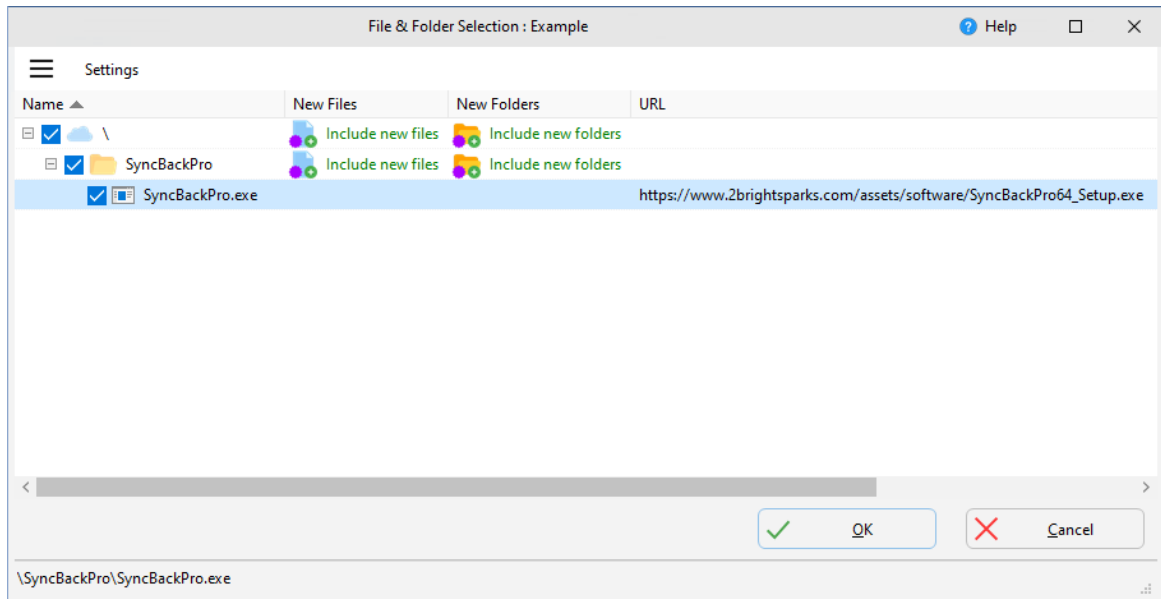 File & Folder Selection : Example Help
Settings
Name New Files New Folders URL
\ Include new files Include new folders
SyncBackPro Include new files Include new folders
SyncBackPro.exe https://www.2brightsparks.com/assets/software/SyncBackPro64_Setup.exe
OK Cancel
\SyncBackPro\SyncBackPro.exe